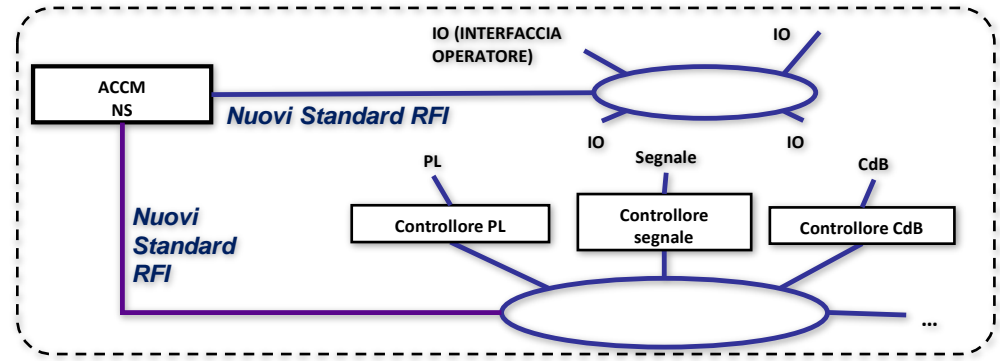 IO (INTERFACCIA
OPERATORE)
IO
ACCM
NS
Nuovi Standard RFI
IO
IO
PL
Segnale
CdB
Controllore PL
Controllore
segnale
Controllore CdB
Nuovi
Standard
RFI
...